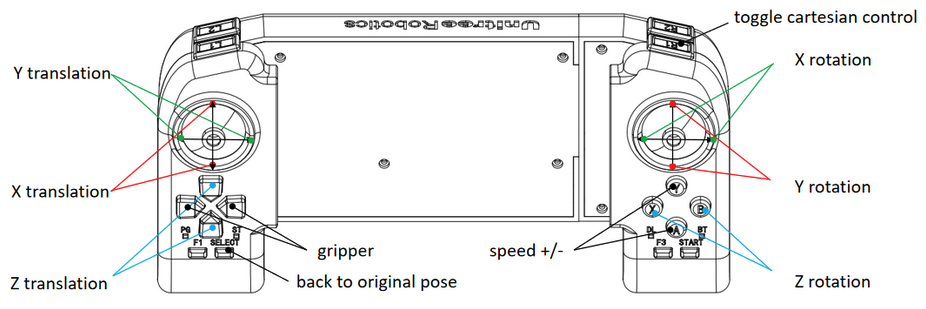 toggle cartesian control
UnitreeRobotics
L2
R2
L1
R1
X rotation
Y translation
X translation
Y rotation
Y
X
B
A
PG
ST
DL
BT
F1
SELECT
F3
START
gripper
speed +/-
Z translation
back to original pose
Z rotation